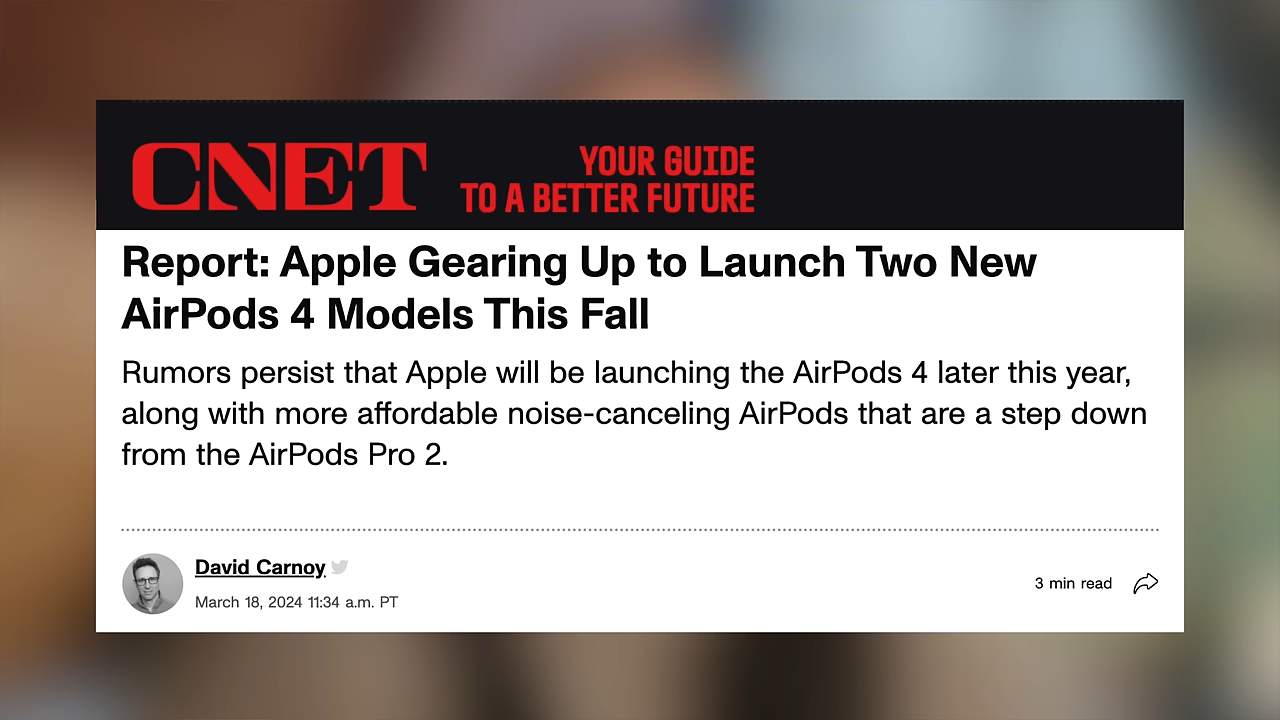 CNET
YOUR GUIDE
TO A BETTER FUTURE
Report: Apple Gearing Up to Launch Two New
AirPods 4 Models This Fall
Rumors persist that Apple will be launching the AirPods 4 later this year,
along with more affordable noise-canceling AirPods that are a step down
from the AirPods Pro 2.
David Carnoy
March 18, 2024 11:34 a.m. PT
3 min read